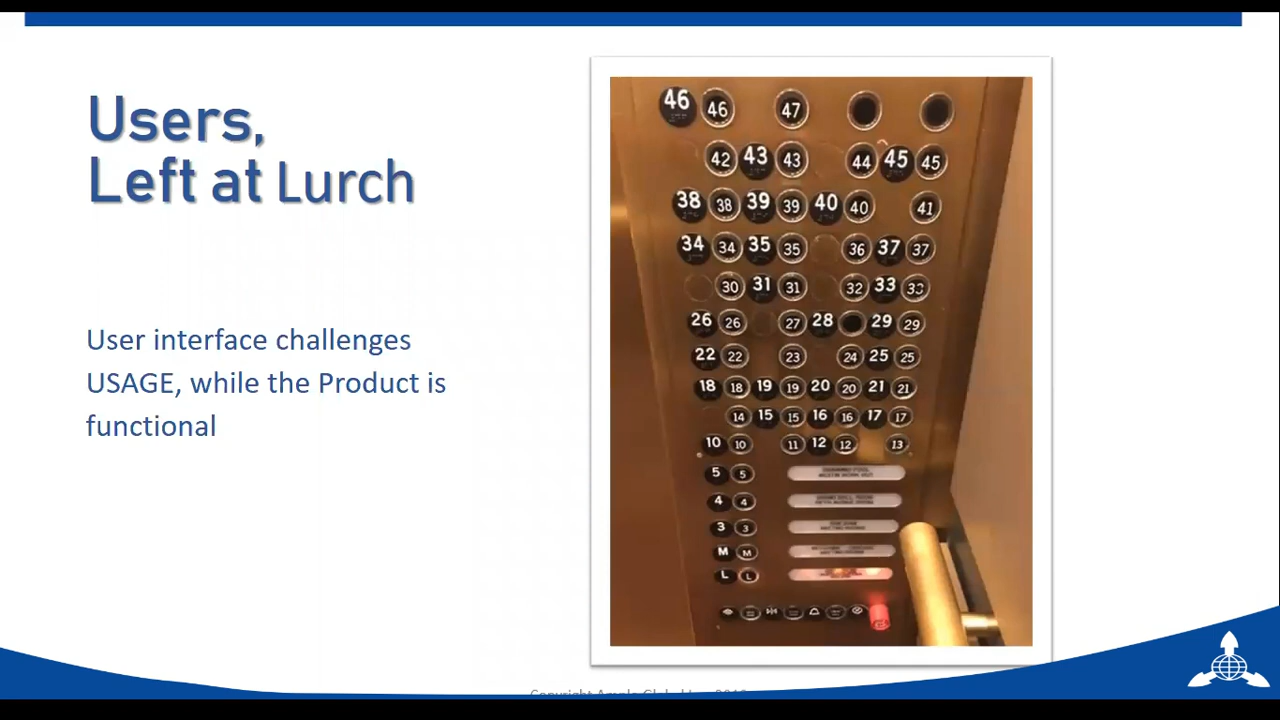 Users,
Left at Lurch
User interface challenges
USAGE, while the Product is
functional
46 46 47
42 43 43 44 45 45
38 38 39 39 40 40 41
34 34 35 35 36 37 37
30 31 31 32 33 33
26 26 27 28 29 29
22 22 23 24 25 25
18 18 19 19 20 20 21 21
14 15 15 16 16 17 17
10 10 11 12 12 13
5 5
4 4
3 3
M M
L L
Copyright